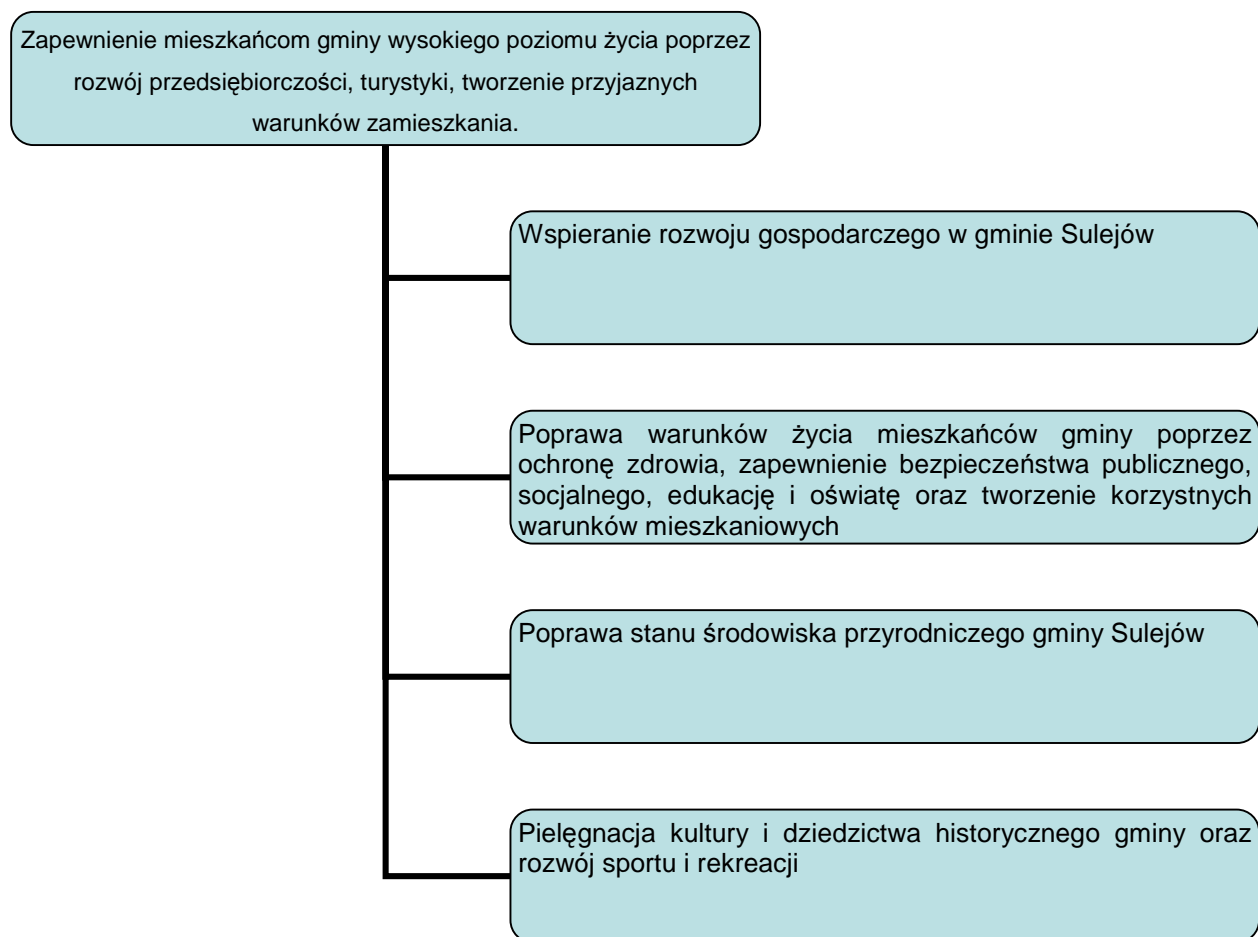 Zapewnienie mieszkańcom gminy wysokiego poziomu życia poprzez
rozwój przedsiębiorczości, turystyki, tworzenie przyjaznych
warunków zamieszkania.
Wspieranie rozwoju gospodarczego w gminie Sulejów
Poprawa warunków życia mieszkańców gminy poprzez
ochronę zdrowia, zapewnienie bezpieczeństwa publicznego,
socjalnego, edukację i oświatę oraz tworzenie korzystnych
warunków mieszkaniowych
Poprawa stanu środowiska przyrodniczego gminy Sulejów
Pielęgnacja kultury i dziedzictwa historycznego gminy oraz
rozwój sportu i rekreacji